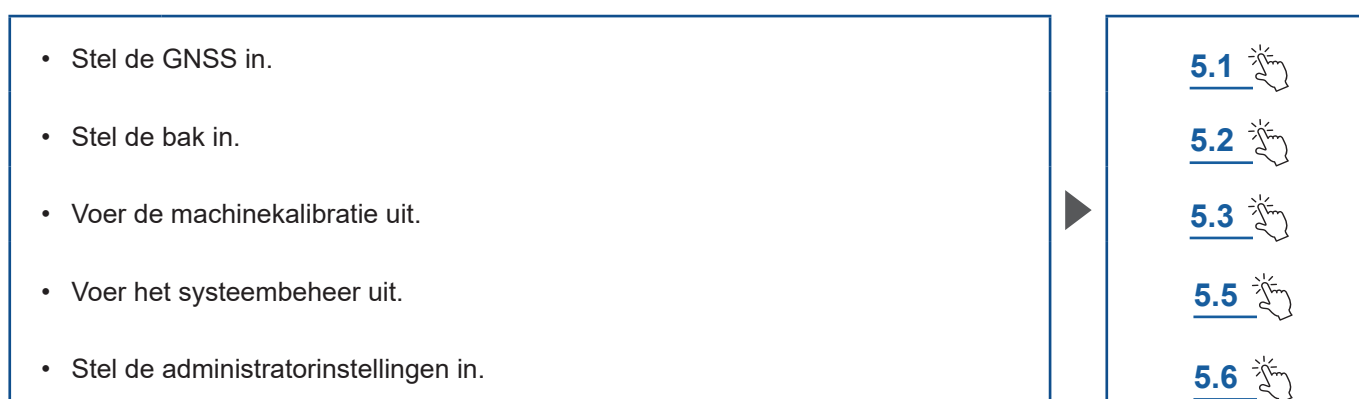 • Stel de GNSS in.
5.1
• Stel de bak in.
5.2
• Voer de machinekalibratie uit.
5.3
• Voer het systeembeheer uit.
5.5
• Stel de administratorinstellingen in.
5.6